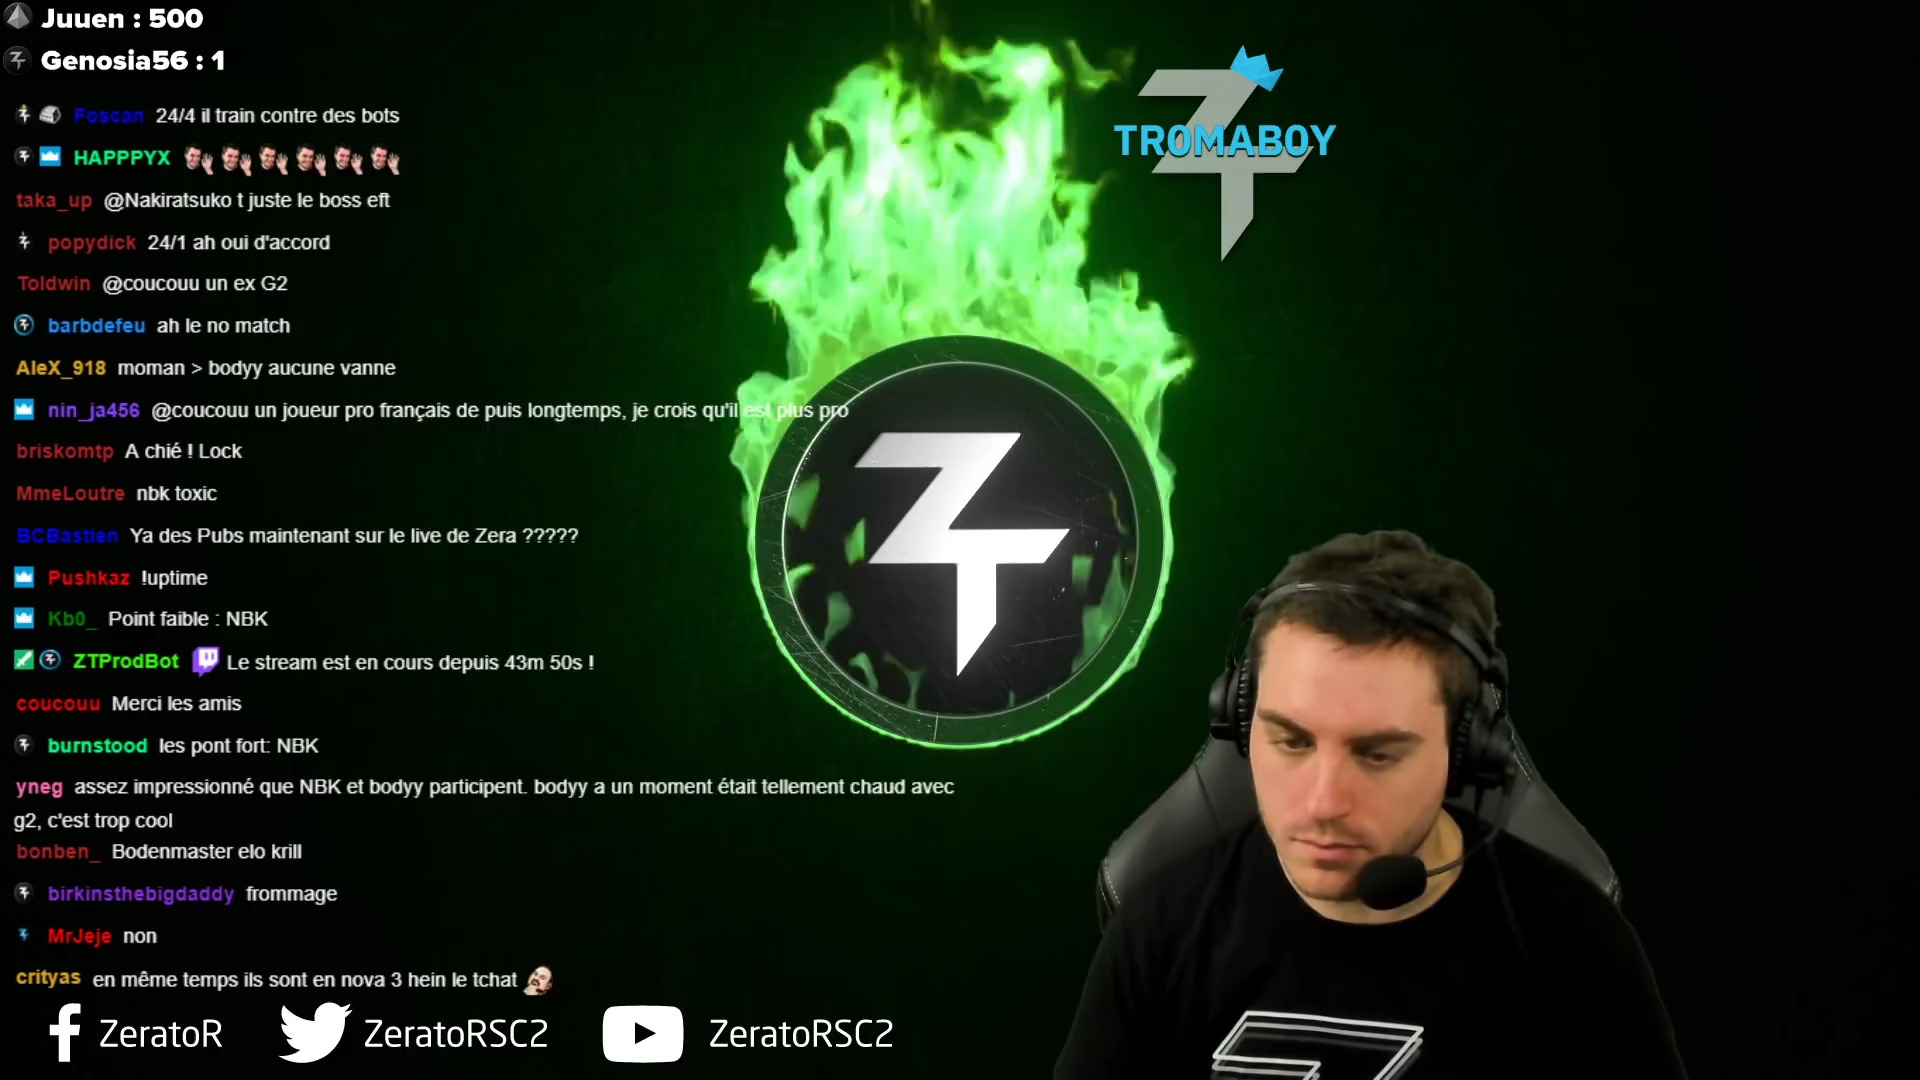 Juuen : 500
Genosia56 : 1
Foscan 24/4 il train contre des bots
HAPPPYX
taka_up @Nakiratsuko t juste le boss eft
popydick 24/1 ah oui d'accord
Toldwin @coucouu un ex G2
barbdefeu ah le no match
AleX_918 moman > bodyy aucune vanne
nin_ja456 @coucouu un joueur pro français de puis longtemps, je crois qu'il est plus pro
briskomtp A chié ! Lock
MmeLoutre nbk toxic
BCBastien Ya des Pubs maintenant sur le live de Zera ?????
Pushkaz !uptime
Kb0_ Point faible : NBK
ZTProdBot Le stream est en cours depuis 43m 50s !
coucouu Merci les amis
burnstood les pont fort: NBK
yneg assez impressionné que NBK et bodyy participent. bodyy a un moment était tellement chaud avec
g2, c'est trop cool
bonben_ Bodenmaster elo krill
birkinsthebigdaddy frommage
MrJeje non
crityas en même temps ils sont en nova 3 hein le tchat
ZeratoR ZeratoRSC2 ZeratoRSC2
TROMABOY
ZT